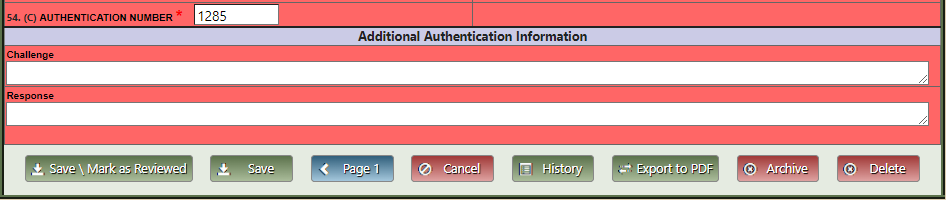 54. (C) AUTHENTICATION NUMBER * 1285
Additional Authentication Information
Challenge
Response
Save \ Mark as Reviewed Save Page 1 Cancel History Export to PDF Archive Delete